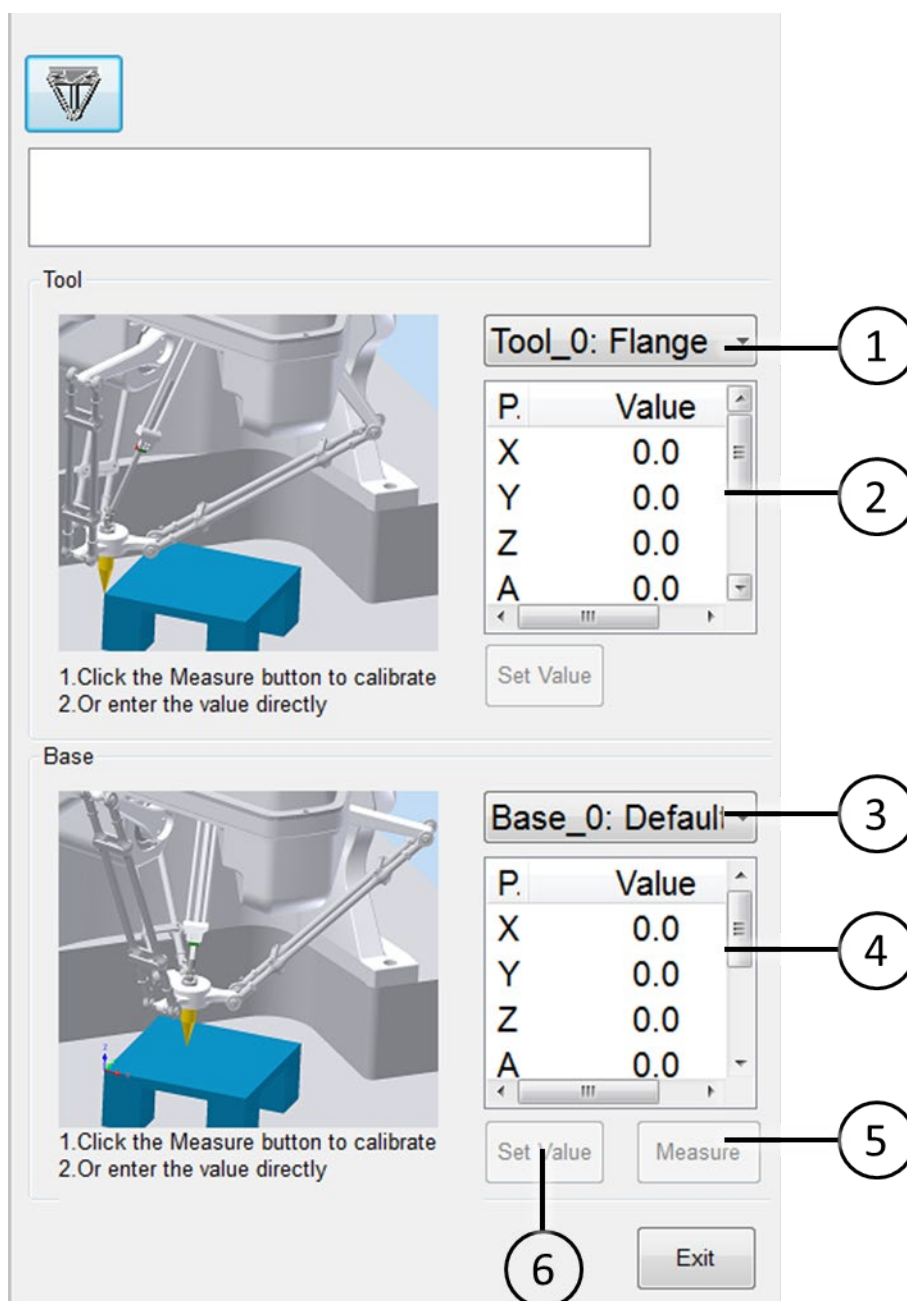 Tool
Tool_0: Flange
1
P. Value
X 0.0
Y 0.0
2
Z 0.0
A 0.0
1.Click the Measure button to calibrate
2.Or enter the value directly
Set Value
Base
Base_0: Default
3
P. Value
X 0.0
4
Y 0.0
Z 0.0
A 0.0
1.Click the Measure button to calibrate
2.Or enter the value directly
Set Value Measure
5
6
Exit